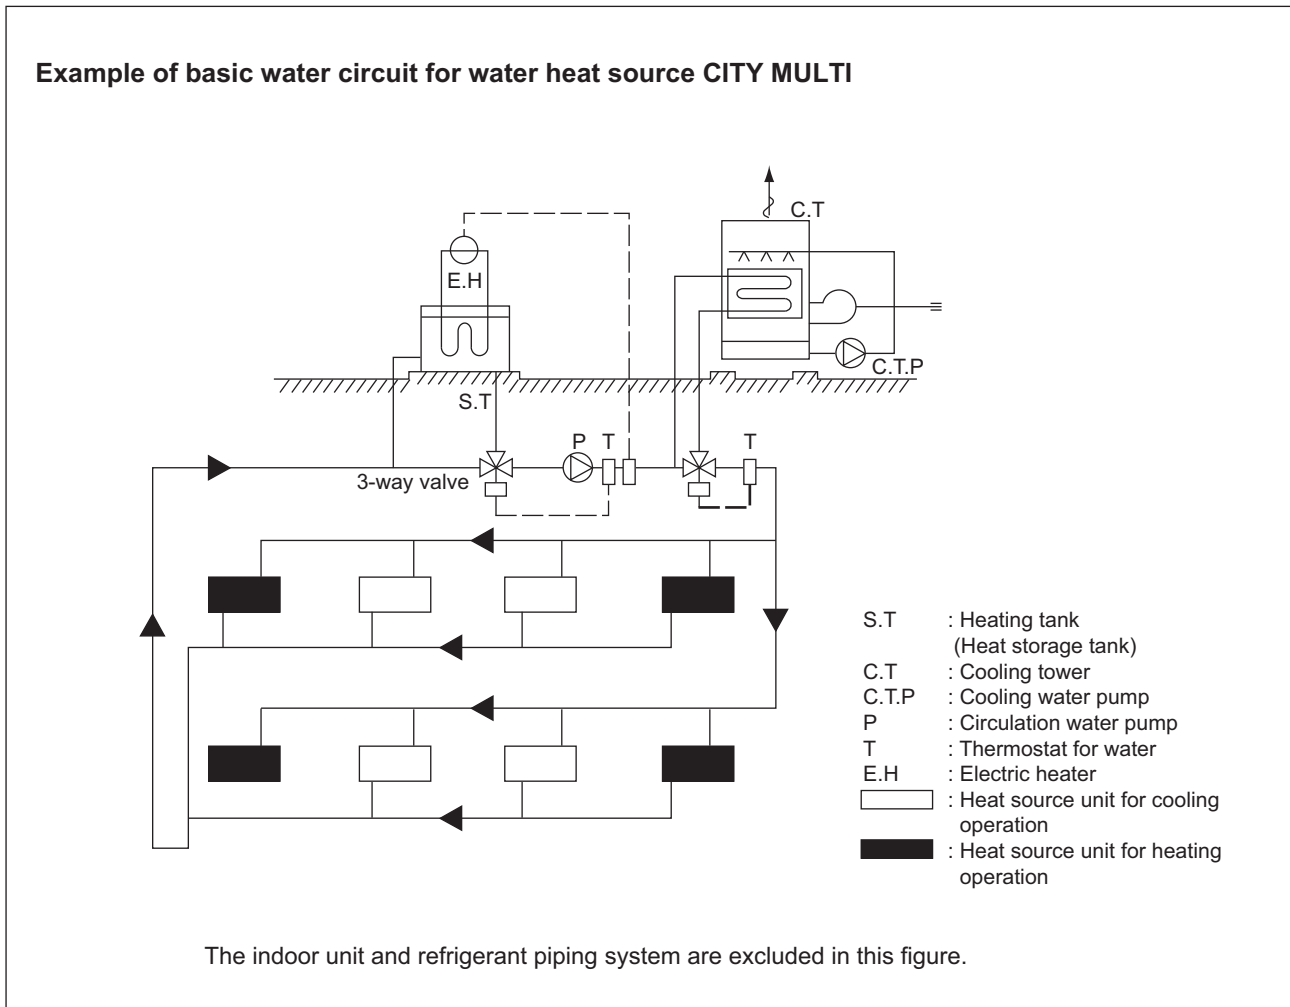 Example of basic water circuit for water heat source CITY MULTI
C.T
E.H
C.T.P
S.T
P T
T
3-way valve
S.T : Heating tank
(Heat storage tank)
C.T : Cooling tower
C.T.P : Cooling water pump
P : Circulation water pump
T : Thermostat for water
E.H : Electric heater
: Heat source unit for cooling
operation
: Heat source unit for heating
operation
The indoor unit and refrigerant piping system are excluded in this figure.